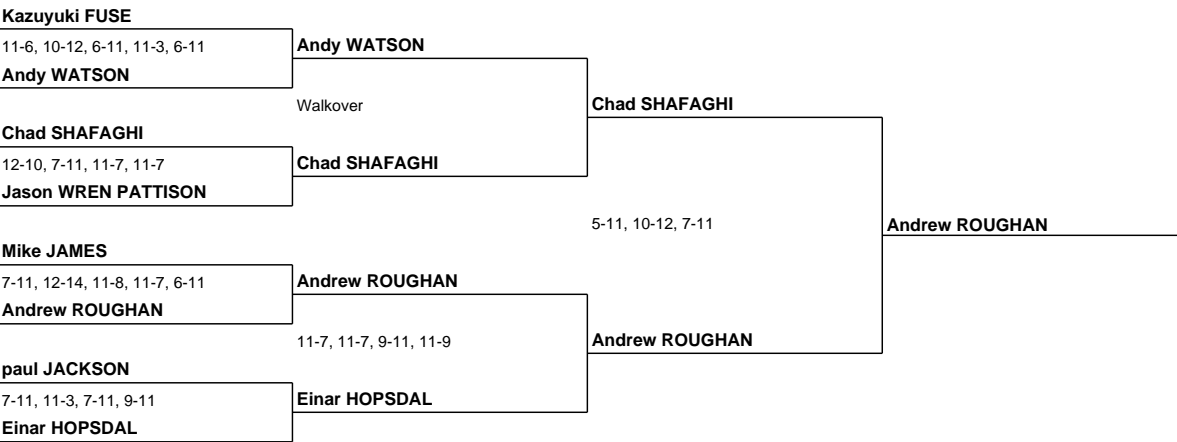 Kazuyuki FUSE
11-6, 10-12, 6-11, 11-3, 6-11
Andy WATSON
Andy WATSON
Walkover
Chad SHAFAGHI
Chad SHAFAGHI
12-10, 7-11, 11-7, 11-7
Chad SHAFAGHI
Jason WREN PATTISON
5-11, 10-12, 7-11
Andrew ROUGHAN
Mike JAMES
7-11, 12-14, 11-8, 11-7, 6-11
Andrew ROUGHAN
Andrew ROUGHAN
11-7, 11-7, 9-11, 11-9
Andrew ROUGHAN
paul JACKSON
7-11, 11-3, 7-11, 9-11
Einar HOPSDAL
Einar HOPSDAL